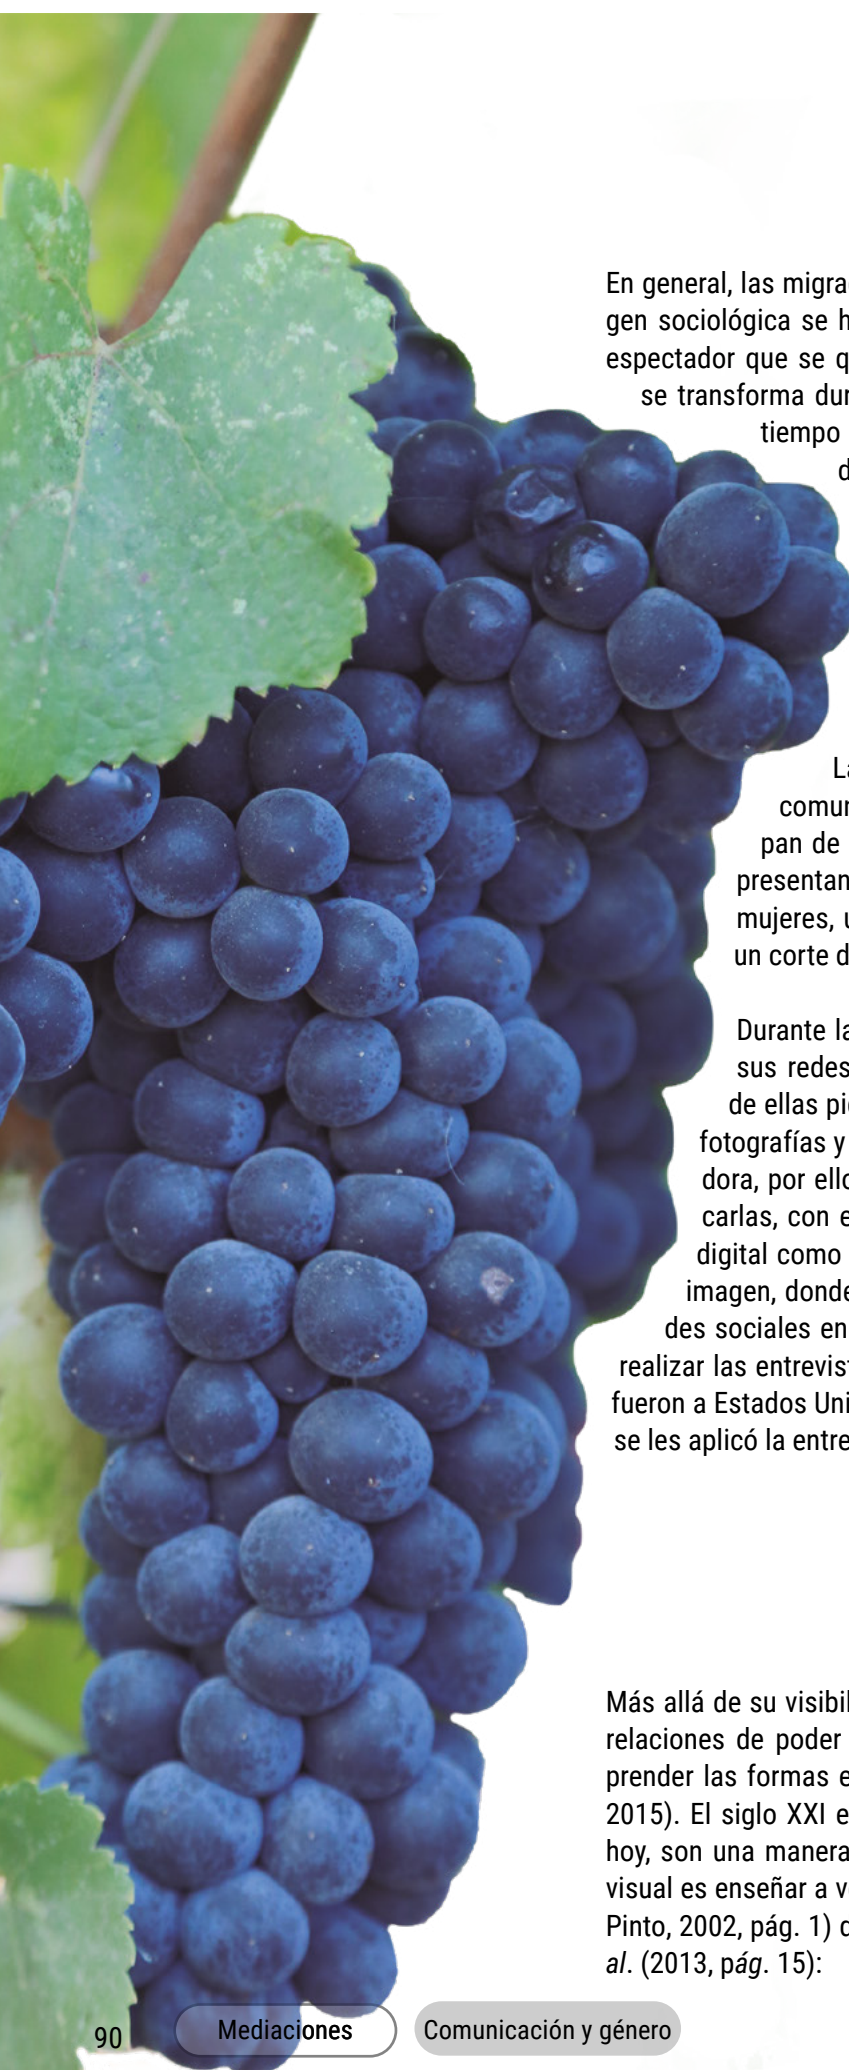 En general, las migra
gen sociológica se h
espectador que se q
se transforma dur
tiempo
d
La
comur
pan de
presentan
mujeres, u
un corte d
Durante la
sus redes
de ellas pi
fotografías y
dora, por ello
carlas, con e
digital como
imagen, donde
des sociales en
realizar las entrevist
fueron a Estados Uni
se les aplicó la entre
Más allá de su visibil
relaciones de poder
prender las formas e
2015). El siglo XXI e
hoy, son una manera
visual es enseñar a v
Pinto, 2002, pág. 1) d
al. (2013, pág. 15):
90
Mediaciones
Comunicación y género